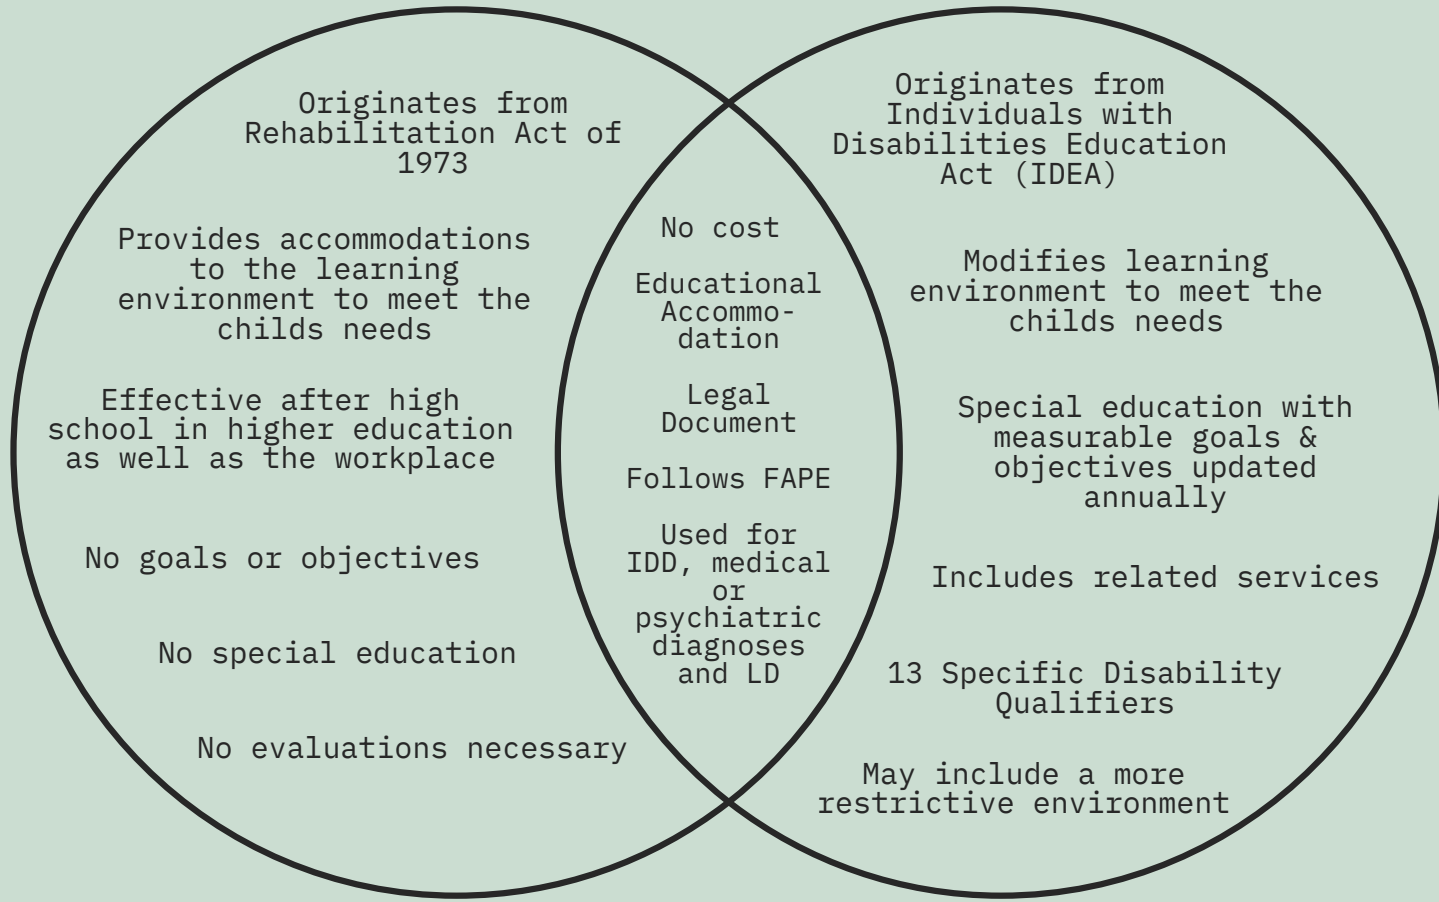 Originates from
Rehabilitation Act of
1973
Provides accommodations
to the learning
environment to meet the
childs needs
Effective after high
school in higher education
as well as the workplace
No goals or objectives
No special education
No evaluations necessary
No cost
Educational
Accommo-
dation
Legal
Document
Follows FAPE
Used for
IDD, medical
or
psychiatric
diagnoses
and LD
Originates from
Individuals with
Disabilities Education
Act (IDEA)
Modifies learning
environment to meet the
childs needs
Special education with
measurable goals &
objectives updated
annually
Includes related services
13 Specific Disability
Qualifiers
May include a more
restrictive environment